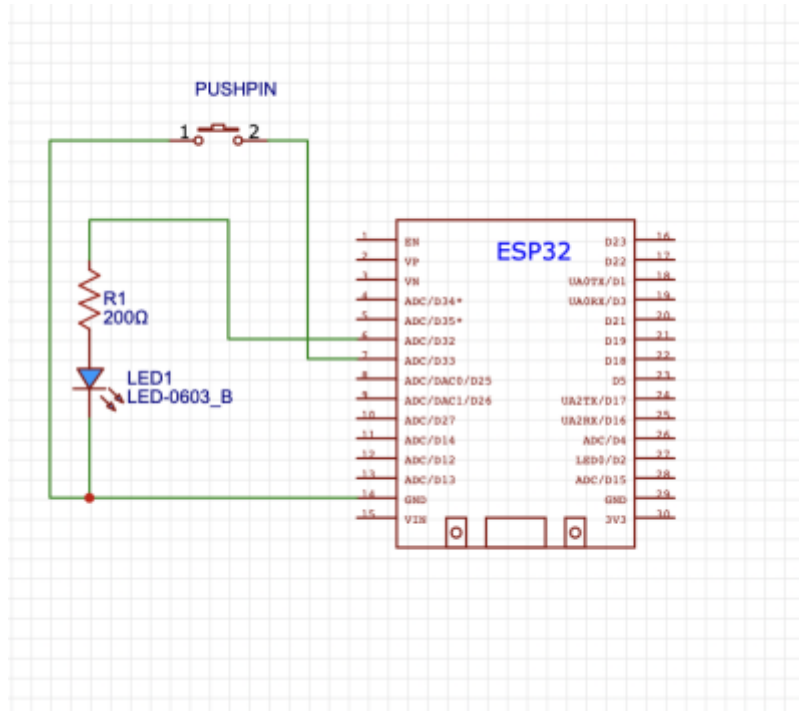 PUSHPIN
1 2
R1
200Ω
LED1
LED-0603_B
ESP32
1 EN
2 VP
3 VN
4 ADC/D34*
5 ADC/D35*
6 ADC/D32
7 ADC/D33
8 ADC/DAC0/D25
9 ADC/DAC1/D26
10 ADC/D27
11 ADC/D14
12 ADC/D12
13 ADC/D13
14 GND
15 VIN
D23 16
D22 17
UA0TX/D1 18
UA0RX/D3 19
D21 20
D19 21
D18 22
D5 23
UA2TX/D17 24
UA2RX/D16 25
ADC/D4 26
LED0/D2 27
ADC/D15 28
GND 29
3V3 30